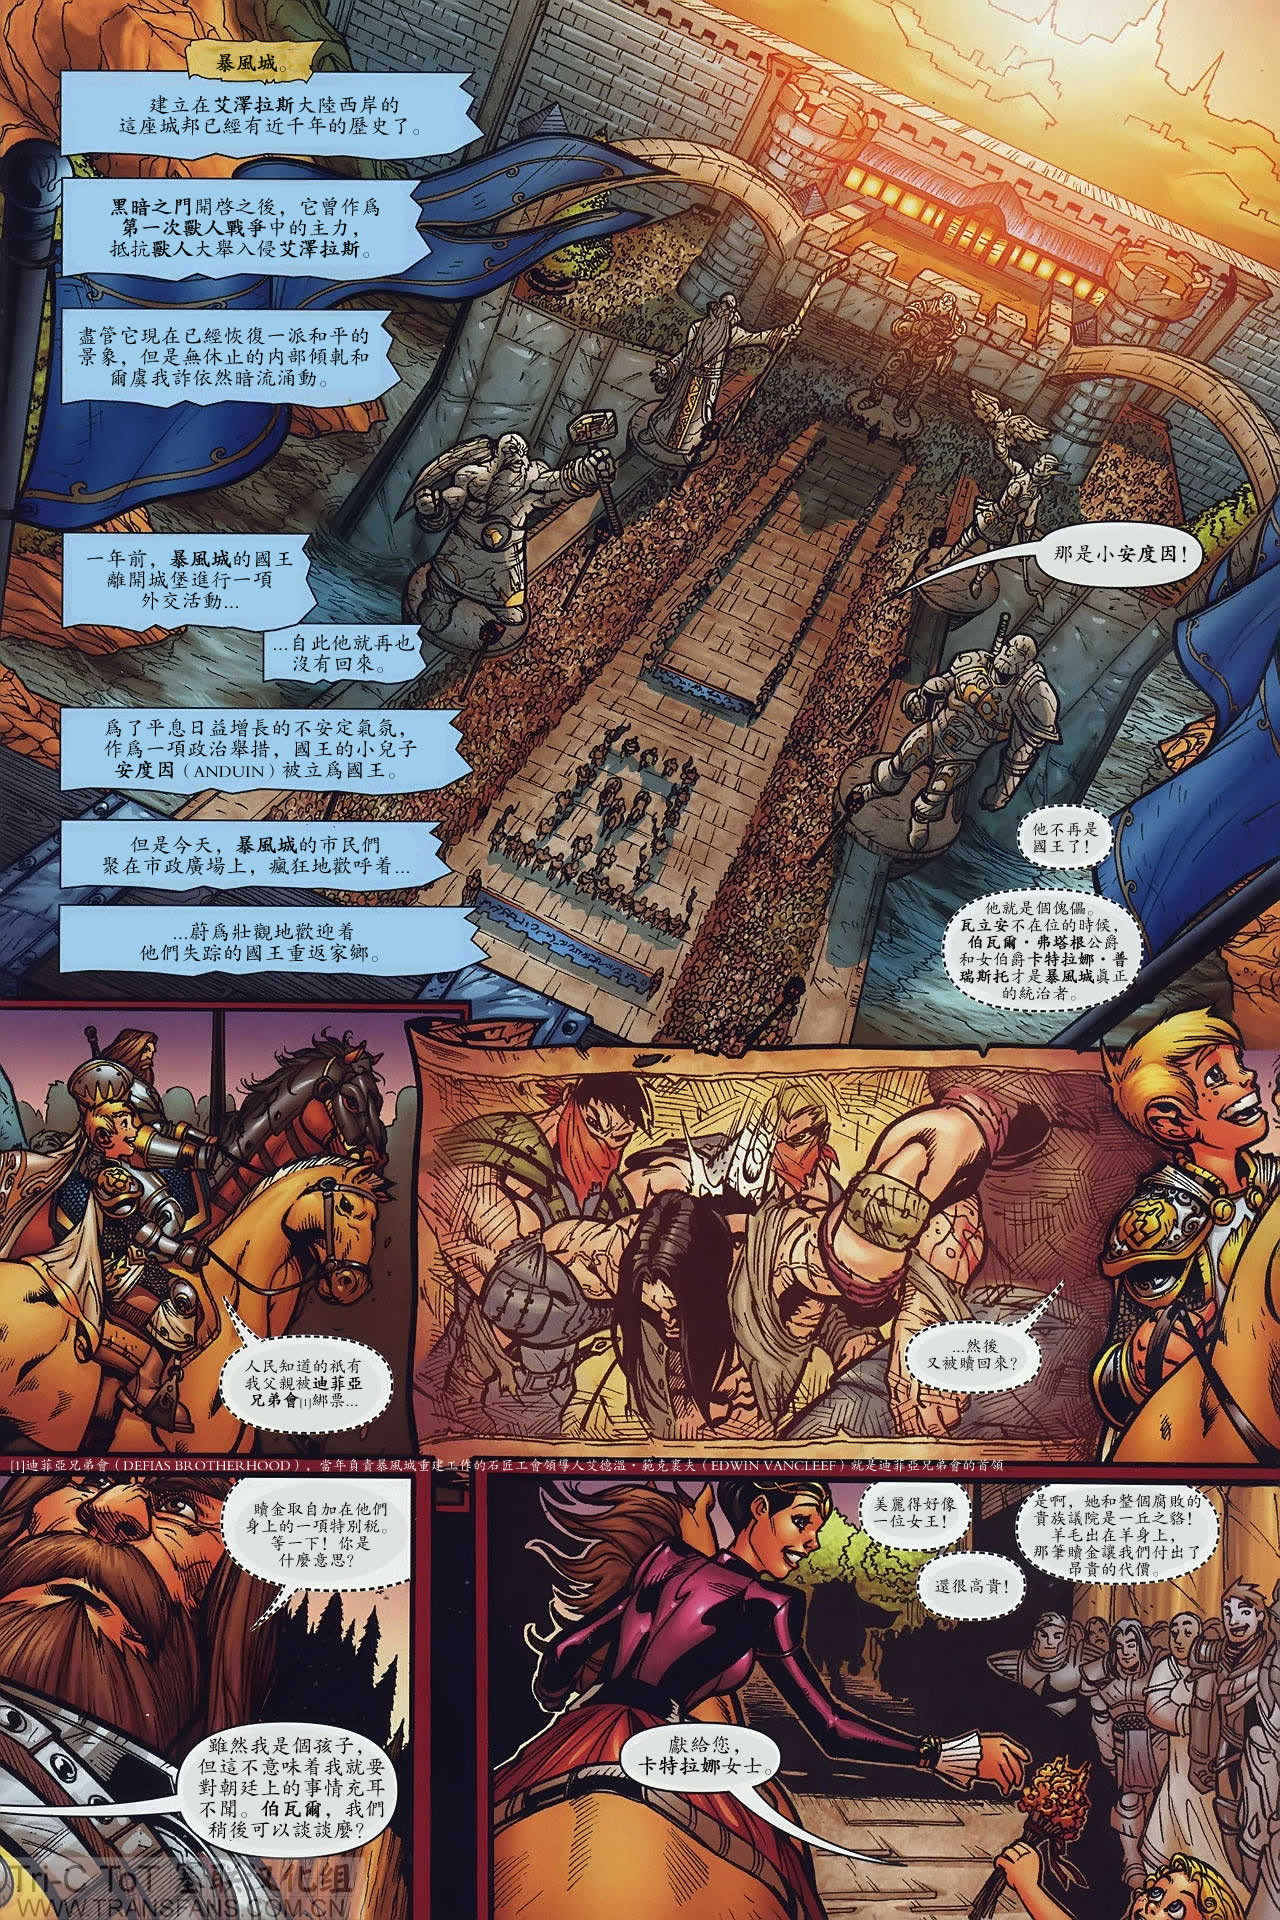 暴風城。
建立在艾澤拉斯大陸西岸的
這座城邦已經有近千年的歷史了。
黑暗之門開啓之後，它曾作爲
第一次獸人戰爭中的主力，
抵抗獸人大舉入侵艾澤拉斯。
盡管它現在已經恢復一派和平的
景象，但是無休止的内部傾軋和
爾虞我詐依然暗流涌動。
一年前，暴風城的國王
離開城堡進行一項
外交活動...
...自此他就再也
沒有回來。
爲了平息日益增長的不安定氣氛，
作爲一項政治舉措，國王的小兒子
安度因（ANDUIN）被立爲國王。
但是今天，暴風城的市民們
聚在市政廣場上，瘋狂地歡呼着...
...蔚爲壯觀地歡迎着
他們失踪的國王重返家鄉。
那是小安度因！
他不再是
國王了！
他就是個傀儡。
瓦立安不在位的時候，
伯瓦爾·弗塔根公爵
和女伯爵卡特拉娜·普
瑞斯托才是暴風城眞正
的統治者。
人民知道的衹有
我父親被迪菲亞
兄弟會[1]綁票...
...然後
又被贖回來？
[1]迪菲亞兄弟會（DEFIAS BROTHERHOOD），當年負責暴風城重建工作的石匠工會領導人艾德溫·範克裏夫（EDWIN VANCLEEF）就是迪菲亞兄弟會的首領
贖金取自加在他們
身上的一項特別税。
等一下！你是
什麼意思？
雖然我是個孩子，
但這不意味着我就要
對朝廷上的事情充耳
不聞。伯瓦爾，我們
稍後可以談談麼？
美麗得好像
一位女王！
還很高貴！
是啊，她和整個腐敗的
貴族議院是一丘之貉！
羊毛出在羊身上，
那筆贖金讓我們付出了
昂貴的代價。
獻給您，
卡特拉娜女士。
Tri-C ToT 聖聯汉化组
WWW.TRANSFANS.COM.CN